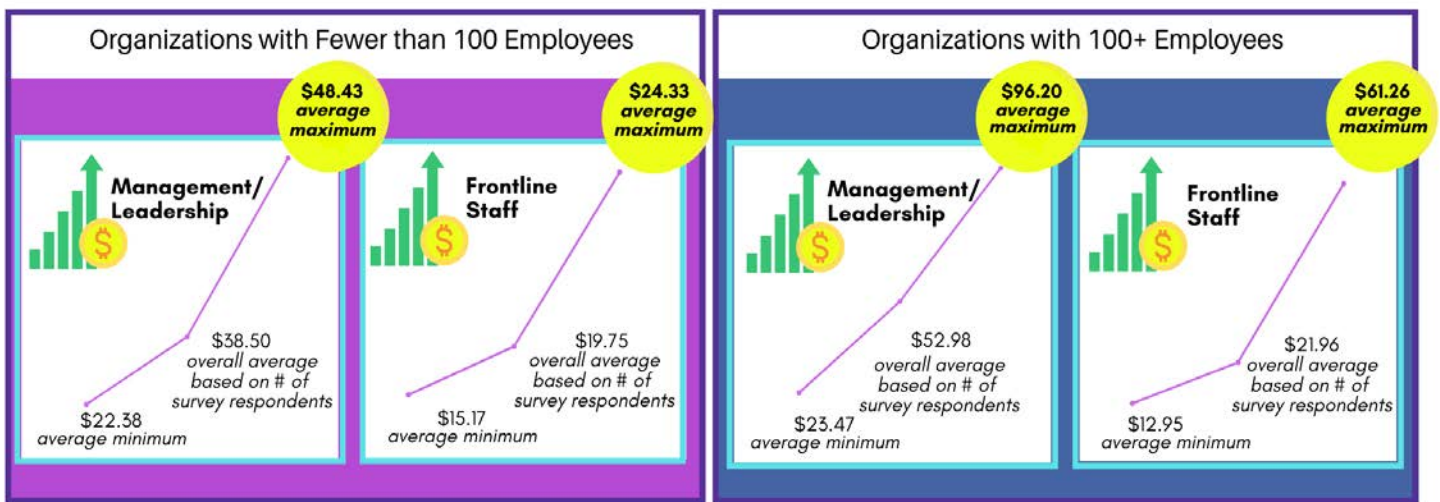 Organizations with Fewer than 100 Employees
$48.43
average
maximum
Management/
Leadership
$
$38.50
overall average
based on # of
survey respondents
$22.38
average minimum
$24.33
average
maximum
Frontline
Staff
$
$19.75
overall average
based on # of
survey respondents
$15.17
average minimum
Organizations with 100+ Employees
$96.20
average
maximum
Management/
Leadership
$
$52.98
overall average
based on # of
survey respondents
$23.47
average minimum
$61.26
average
maximum
Frontline
Staff
$
$21.96
overall average
based on # of
survey respondents
$12.95
average minimum